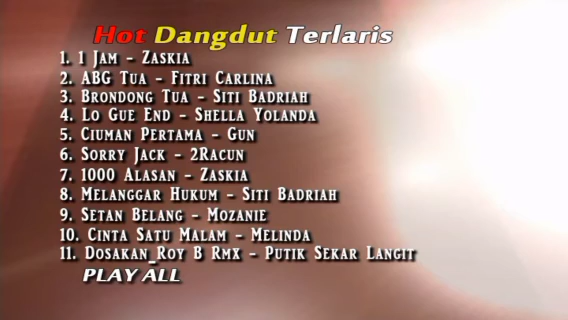 Hot Dangdut Terlaris
1. 1 Jam – Zaskia
2. ABG Tua – Fitri Carlina
3. Brondong Tua – Siti Badriah
4. Lo Gue End – Shella Yolanda
5. Ciuman Pertama – Gun
6. Sorry Jack – 2Racun
7. 1000 Alasan – Zaskia
8. Melanggar Hukum – Siti Badriah
9. Setan Belang – Mozanie
10. Cinta Satu Malam – Melinda
11. Dosakan_Roy B Rmx – Putik Sekar Langit
PLAY ALL